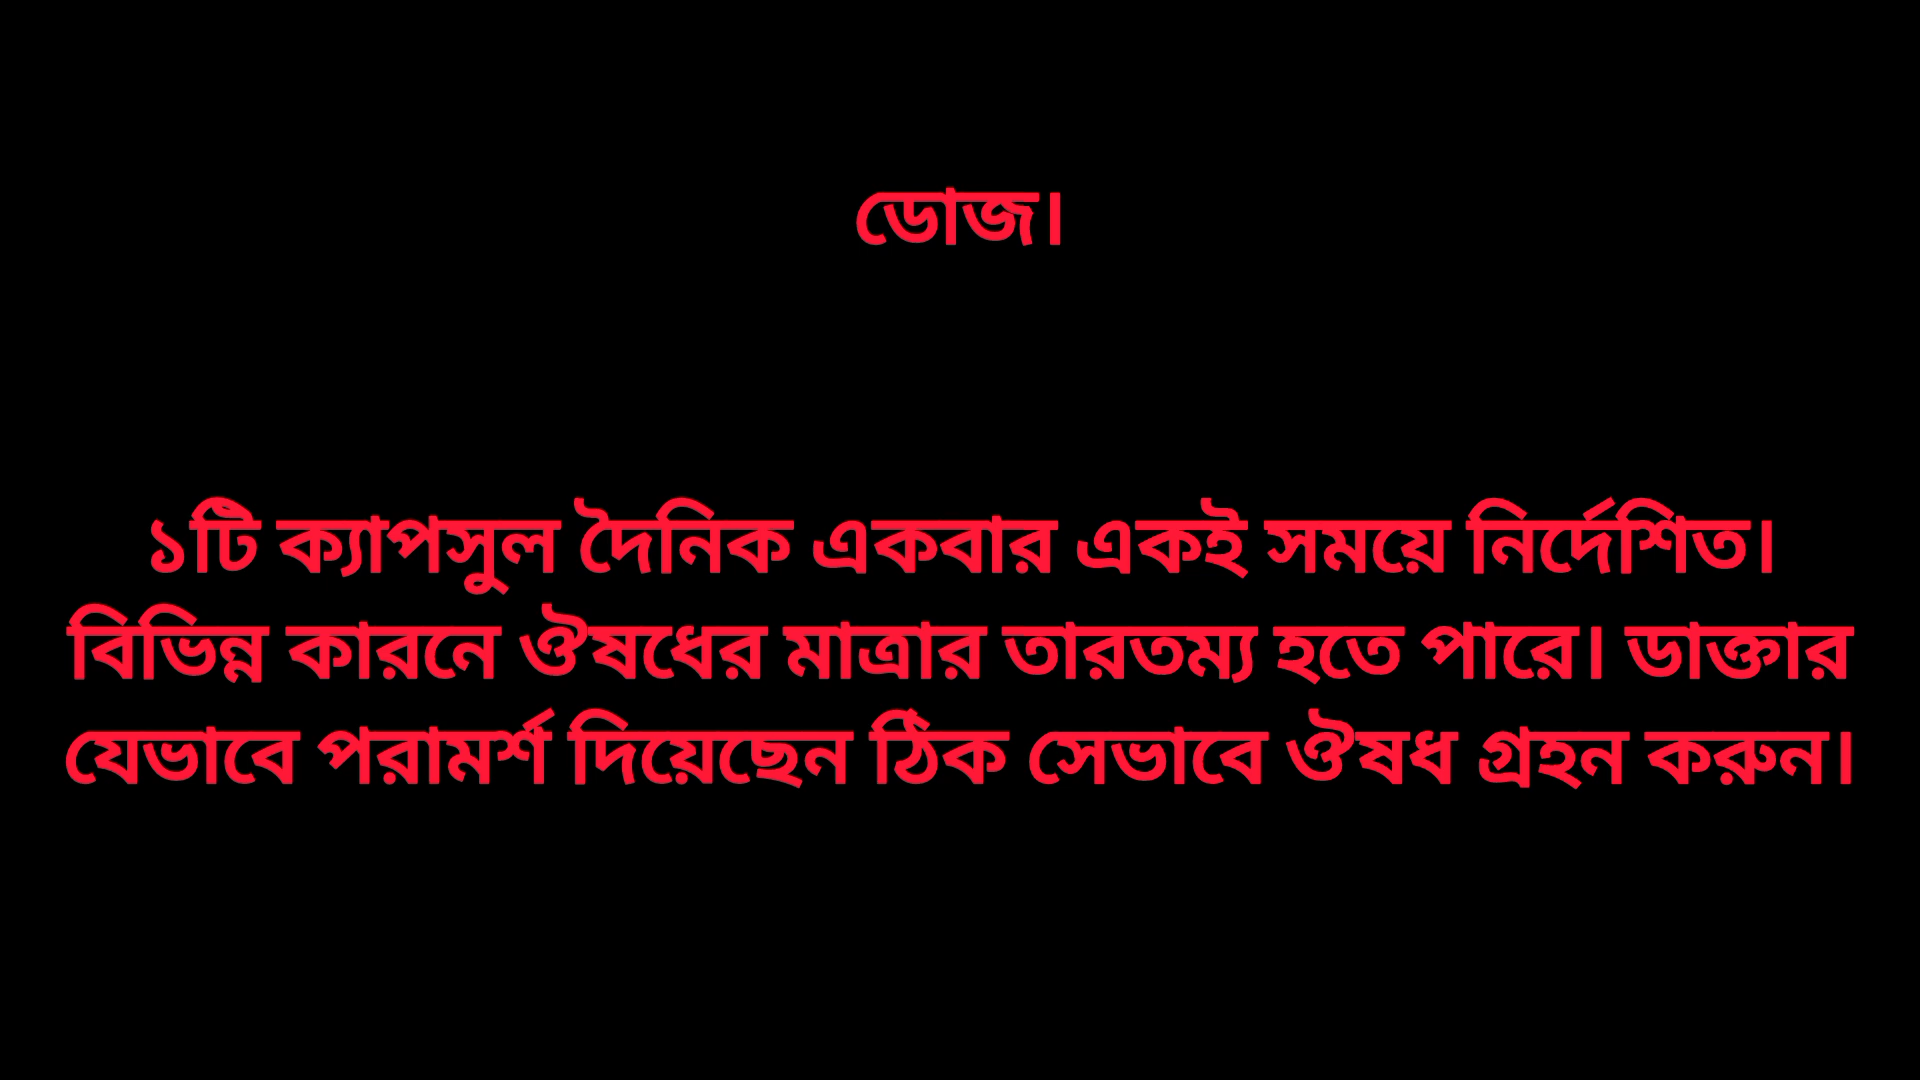 ডোজ।
১টি ক্যাপসুল দৈনিক একবার একই সময়ে নির্দেশিত।
বিভিন্ন কারনে ঔষধের মাত্রার তারতম্য হতে পারে। ডাক্তার
যেভাবে পরামর্শ দিয়েছেন ঠিক সেভাবে ঔষধ গ্রহন করুন।